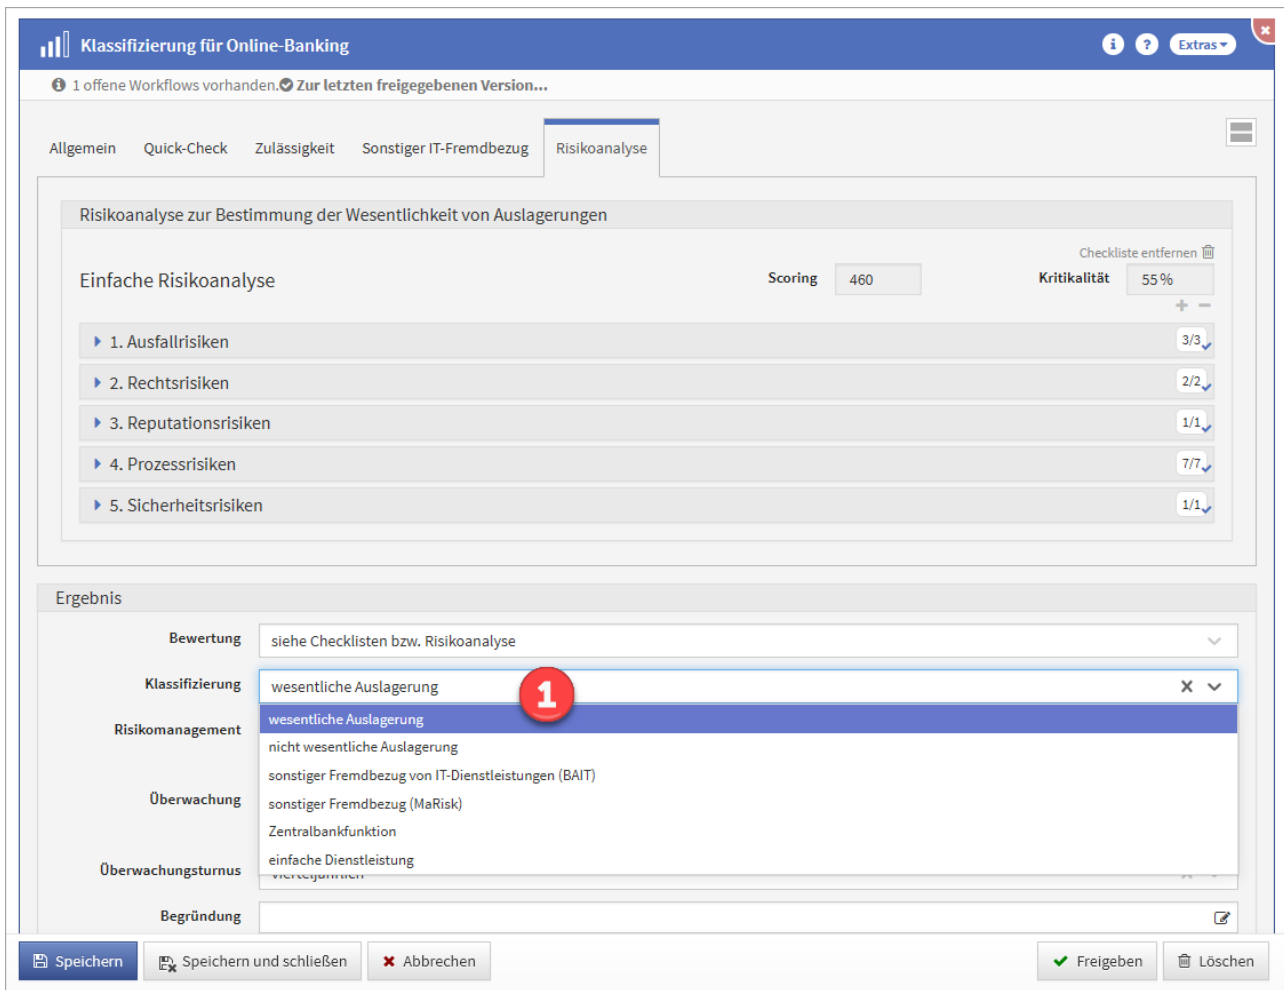 Klassifizierung für Online-Banking
i ? Extras
1 offene Workflows vorhanden. Zur letzten freigegebenen Version...
Allgemein Quick-Check Zulässigkeit Sonstiger IT-Fremdbezug Risikoanalyse
Risikoanalyse zur Bestimmung der Wesentlichkeit von Auslagerungen
Checkliste entfernen
Einfache Risikoanalyse Scoring 460 Kritikalität 55 %
1. Ausfallrisiken 3/3
2. Rechtsrisiken 2/2
3. Reputationsrisiken 1/1
4. Prozessrisiken 7/7
5. Sicherheitsrisiken 1/1
Ergebnis
Bewertung siehe Checklisten bzw. Risikoanalyse
Klassifizierung wesentliche Auslagerung 1
wesentliche Auslagerung
Risikomanagement
nicht wesentliche Auslagerung
sonstiger Fremdbezug von IT-Dienstleistungen (BAIT)
Überwachung
sonstiger Fremdbezug (MaRisk)
Zentralbankfunktion
einfache Dienstleistung
Überwachungsturnus vierteljährlich
Begründung
Speichern Speichern und schließen Abbrechen Freigeben Löschen